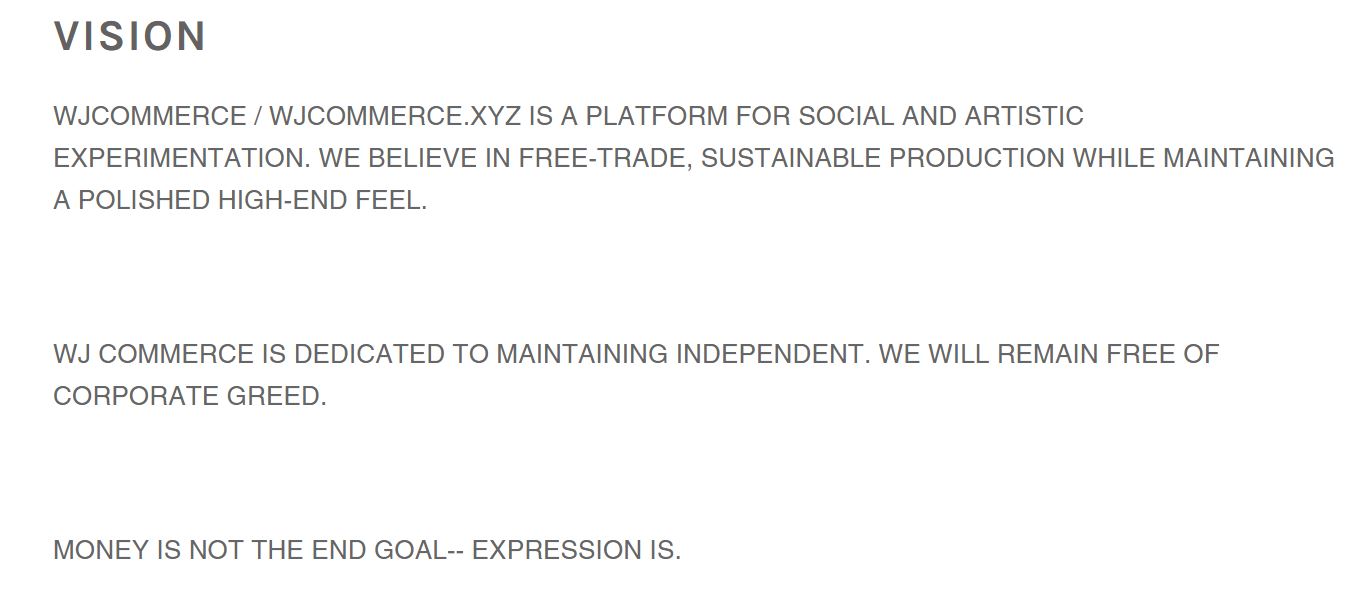 VISION
WJCOMMERCE / WJCOMMERCE.XYZ IS A PLATFORM FOR SOCIAL AND ARTISTIC
EXPERIMENTATION. WE BELIEVE IN FREE-TRADE, SUSTAINABLE PRODUCTION WHILE MAINTAINING
A POLISHED HIGH-END FEEL.
WJ COMMERCE IS DEDICATED TO MAINTAINING INDEPENDENT. WE WILL REMAIN FREE OF
CORPORATE GREED.
MONEY IS NOT THE END GOAL-- EXPRESSION IS.